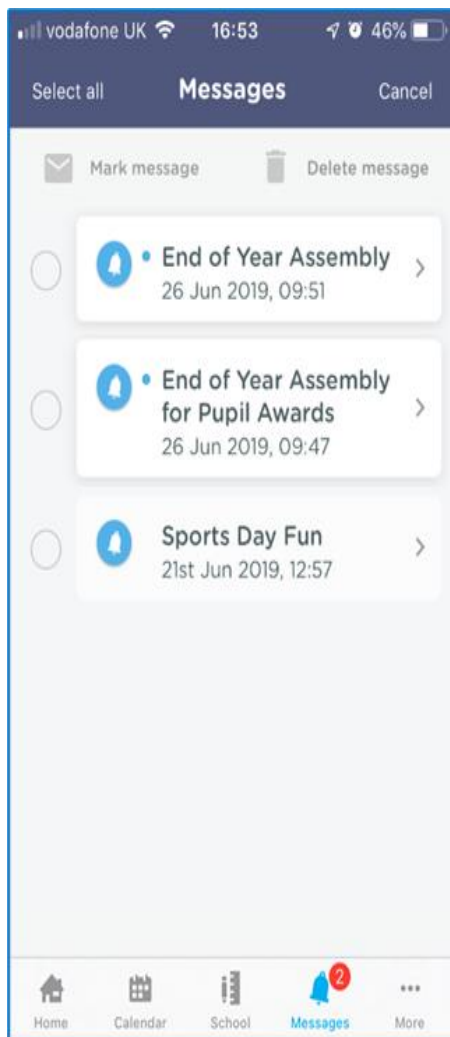 vodafone UK 16:53 46%
Select all Messages Cancel
Mark message Delete message
End of Year Assembly
26 Jun 2019, 09:51
End of Year Assembly
for Pupil Awards
26 Jun 2019, 09:47
Sports Day Fun
21st Jun 2019, 12:57
2
Home Calendar School Messages More